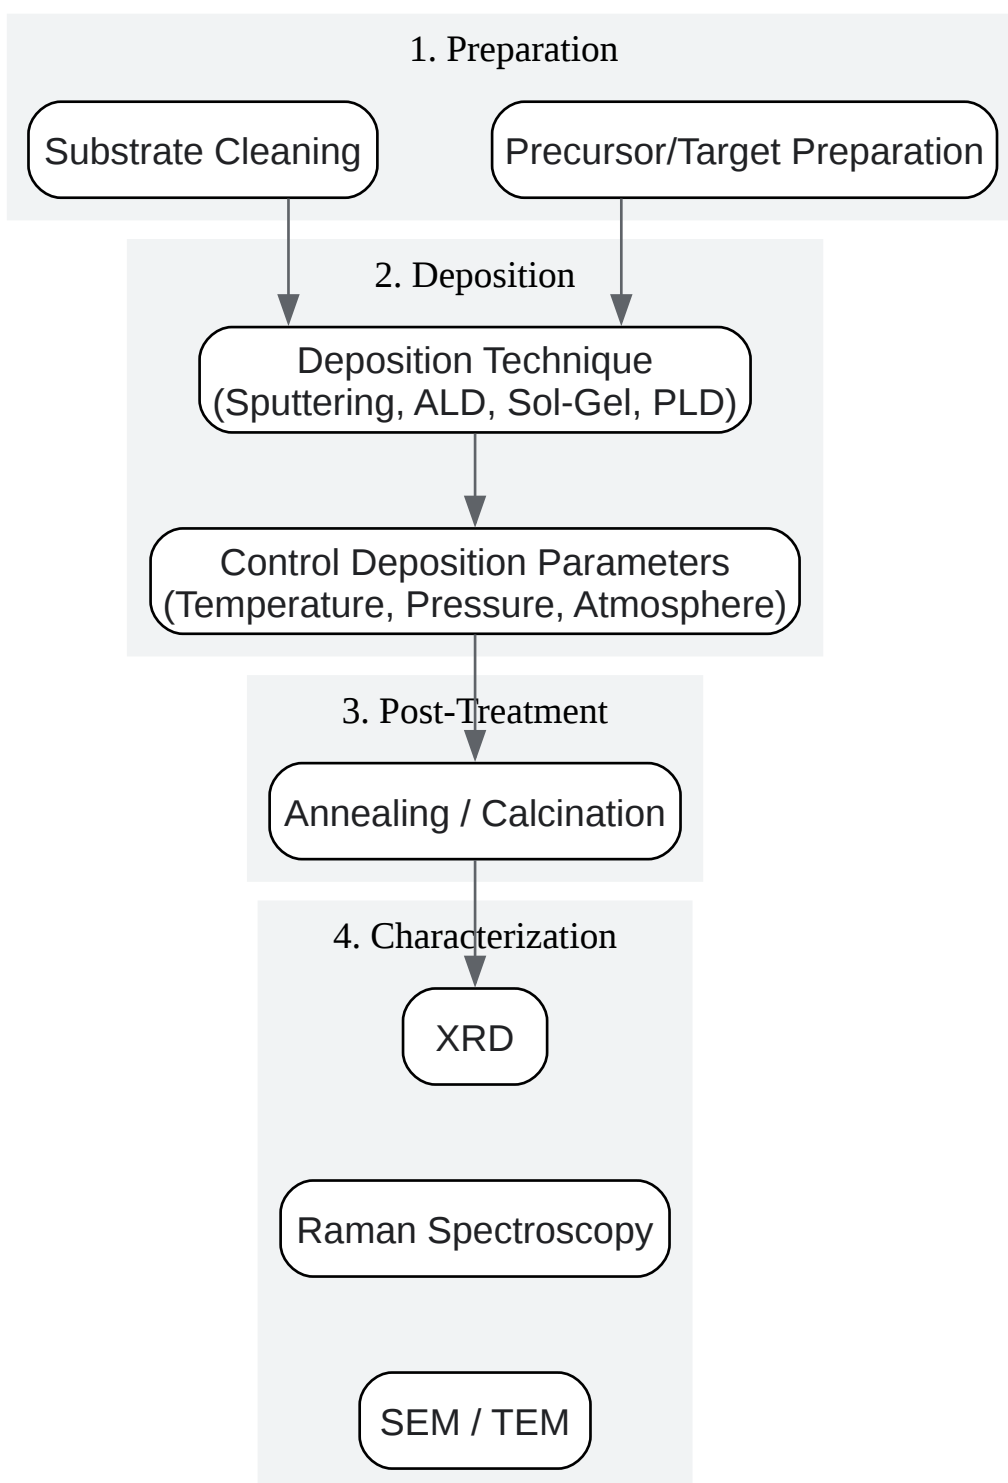 1. Preparation
Substrate Cleaning
Precursor/Target Preparation
2. Deposition
Deposition Technique
(Sputtering, ALD, Sol-Gel, PLD)
Control Deposition Parameters
(Temperature, Pressure, Atmosphere)
3. Post-Treatment
Annealing / Calcination
4. Characterization
XRD
Raman Spectroscopy
SEM / TEM